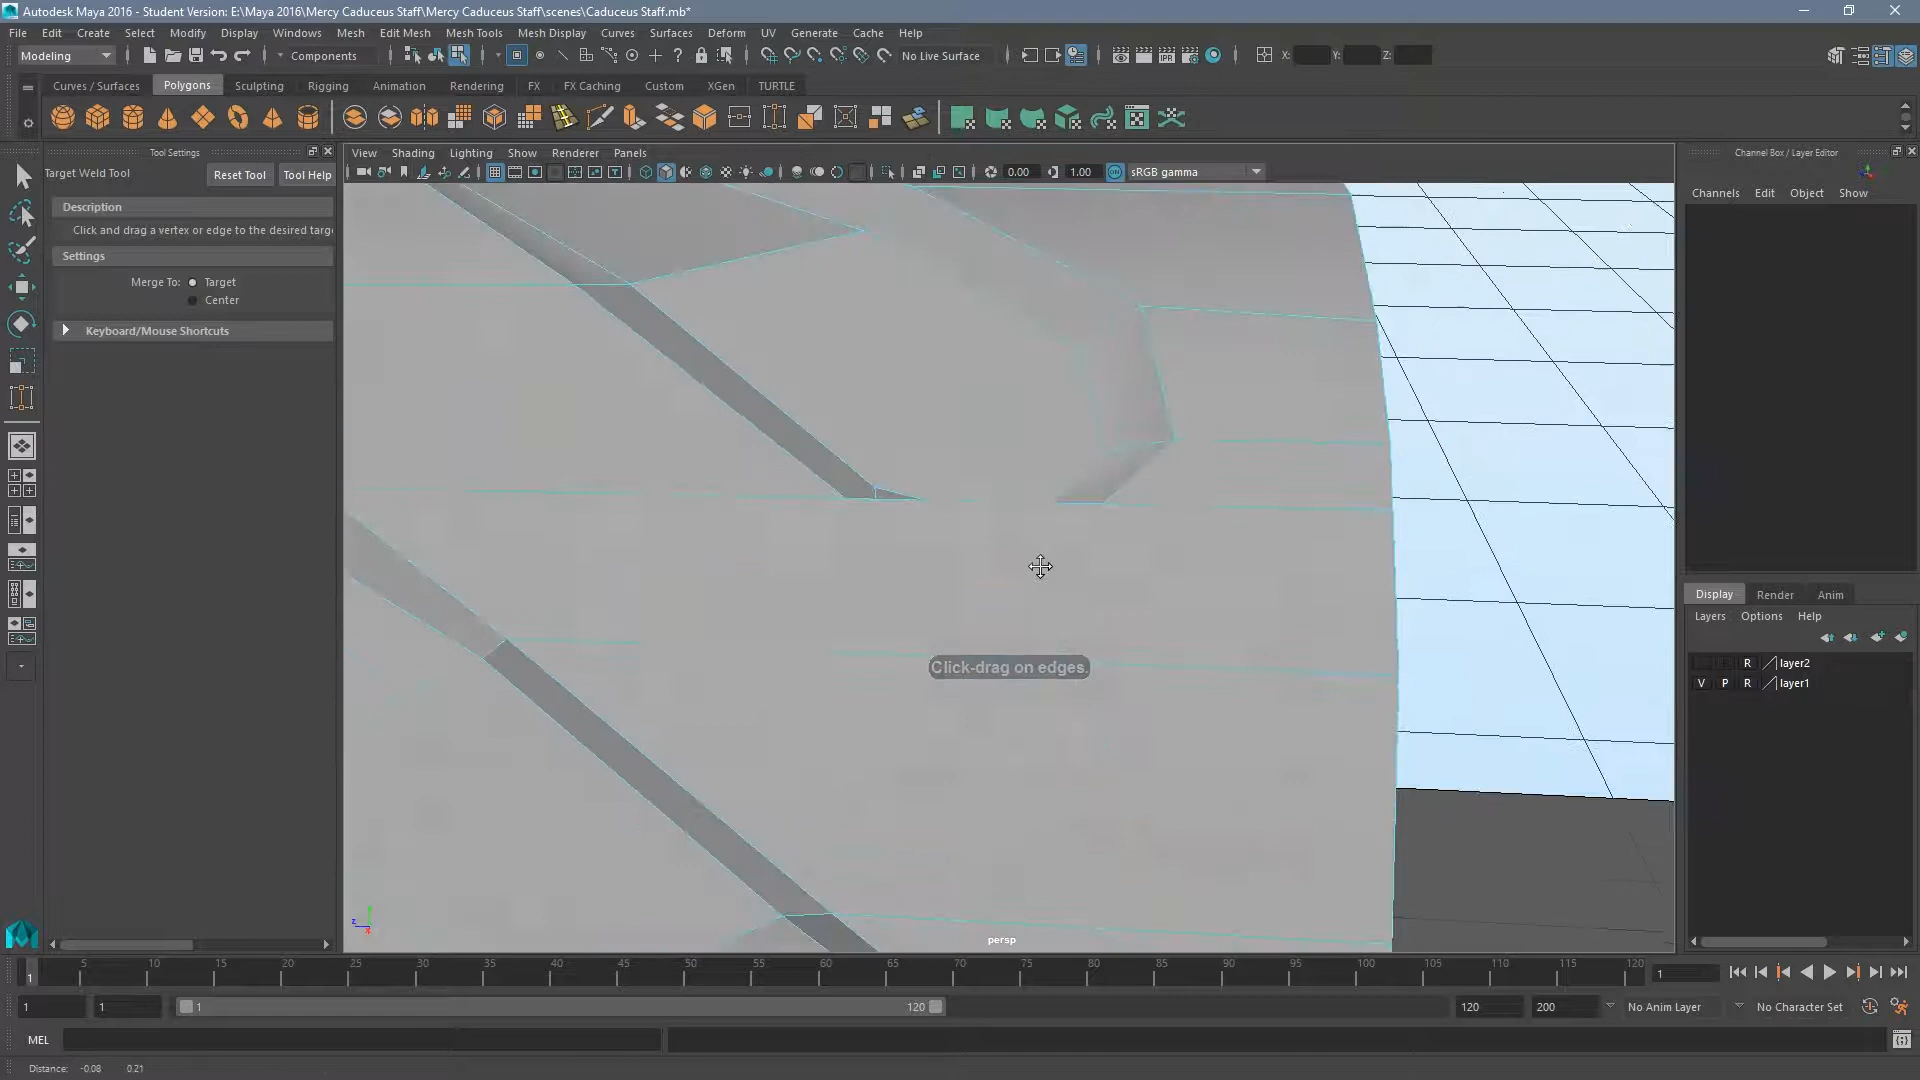 Autodesk Maya 2016 - Student Version: E:\Maya 2016\Mercy Caduceus Staff\Mercy Caduceus Staff\scenes\Caduceus Staff.mb*
File Edit Create Select Modify Display Windows Mesh Edit Mesh Mesh Tools Mesh Display Curves Surfaces Deform UV Generate Cache Help
Modeling Components No Live Surface X: Y: Z:
Curves / Surfaces Polygons Sculpting Rigging Animation Rendering FX FX Caching Custom XGen TURTLE
Tool Settings
Target Weld Tool Reset Tool Tool Help
Description
Click and drag a vertex or edge to the desired targ
Settings
Merge To: Target
Center
Keyboard/Mouse Shortcuts
View Shading Lighting Show Renderer Panels
0.00 1.00 sRGB gamma
Click-drag on edges.
persp
Channel Box / Layer Editor
Channels Edit Object Show
Display Render Anim
Layers Options Help
R layer2
V P R layer1
5 10 15 20 25 30 35 40 45 50 55 60 65 70 75 80 85 90 95 100 105 110 115 120
1 1
1 1 1 120 120 200 No Anim Layer No Character Set
MEL
Distance: -0.08 0.21